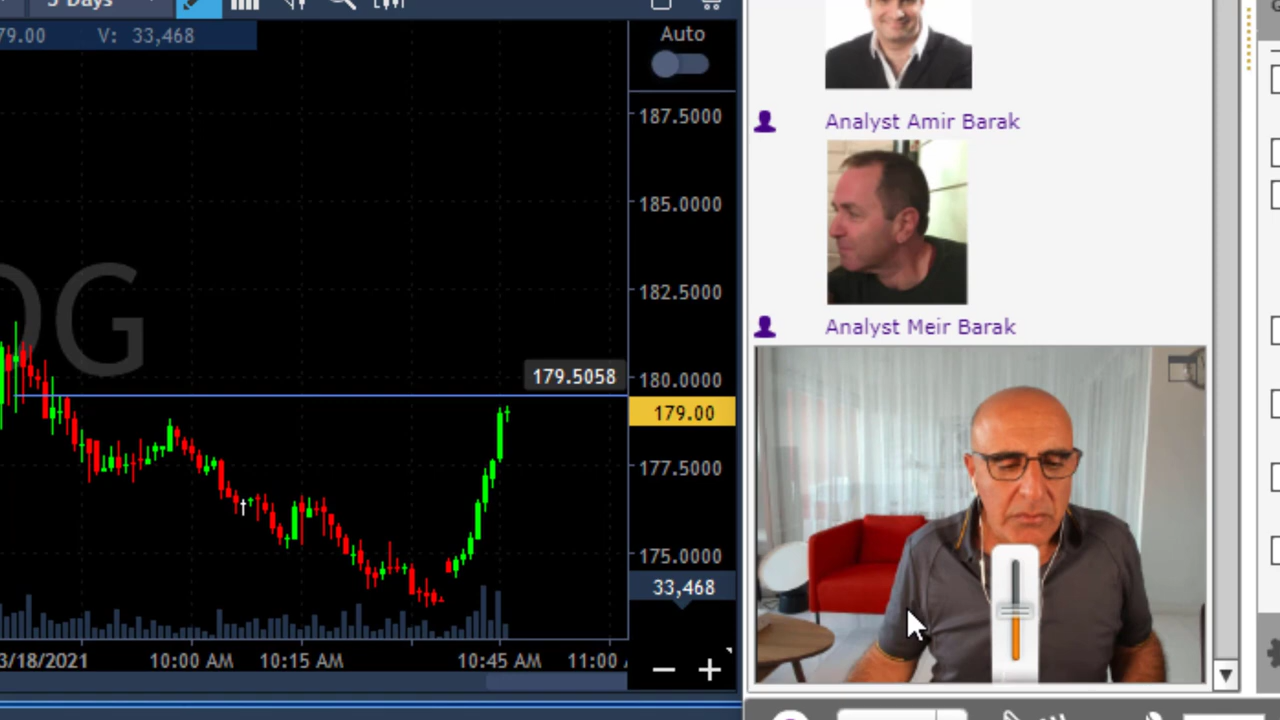 5 Days
79.00 V: 33,468
Auto
187.5000
185.0000
182.5000
OG
179.5058
180.0000
179.00
177.5000
175.0000
33,468
3/18/2021 10:00 AM 10:15 AM 10:45 AM 11:00
Analyst Amir Barak
Analyst Meir Barak